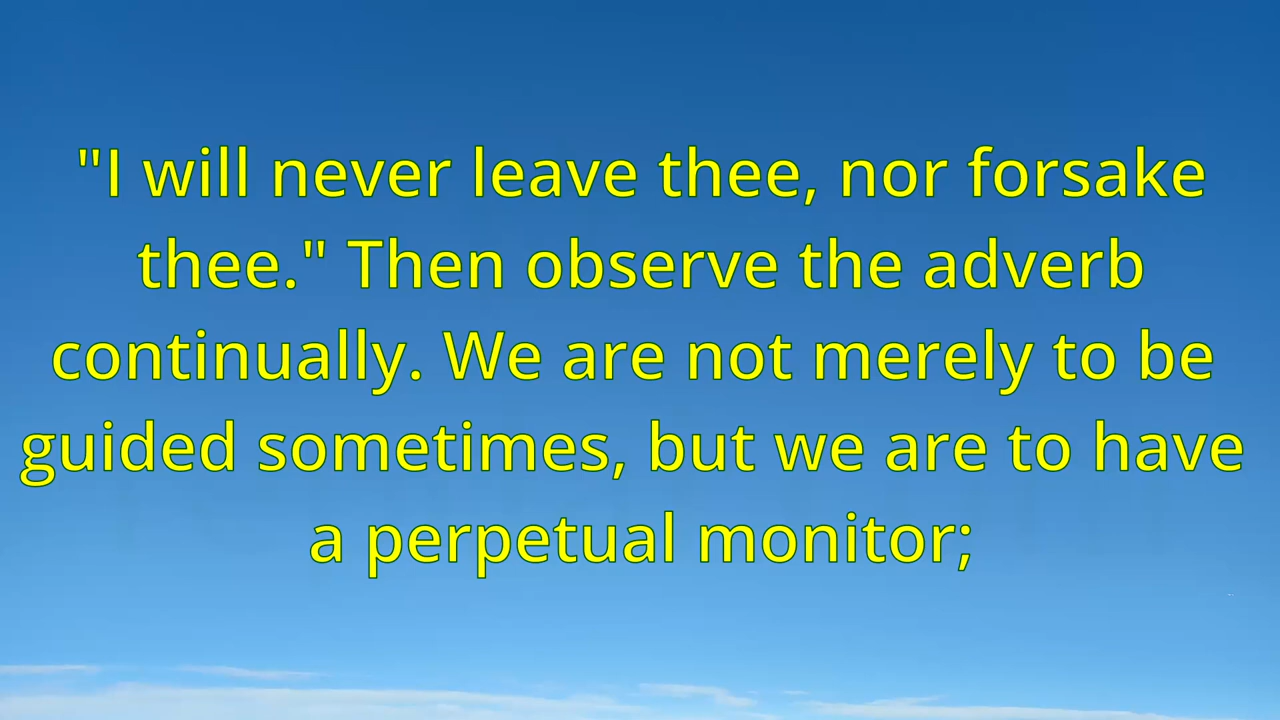 "I will never leave thee, nor forsake
thee." Then observe the adverb
continually. We are not merely to be
guided sometimes, but we are to have
a perpetual monitor;